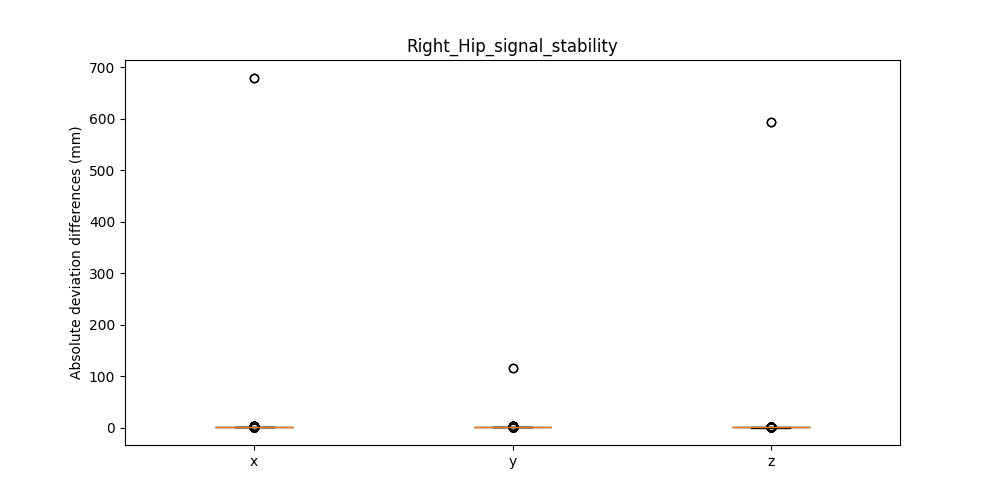 Right_Hip_signal_stability
Absolute deviation differences (mm)
700
600
500
400
300
200
100
0
x y z